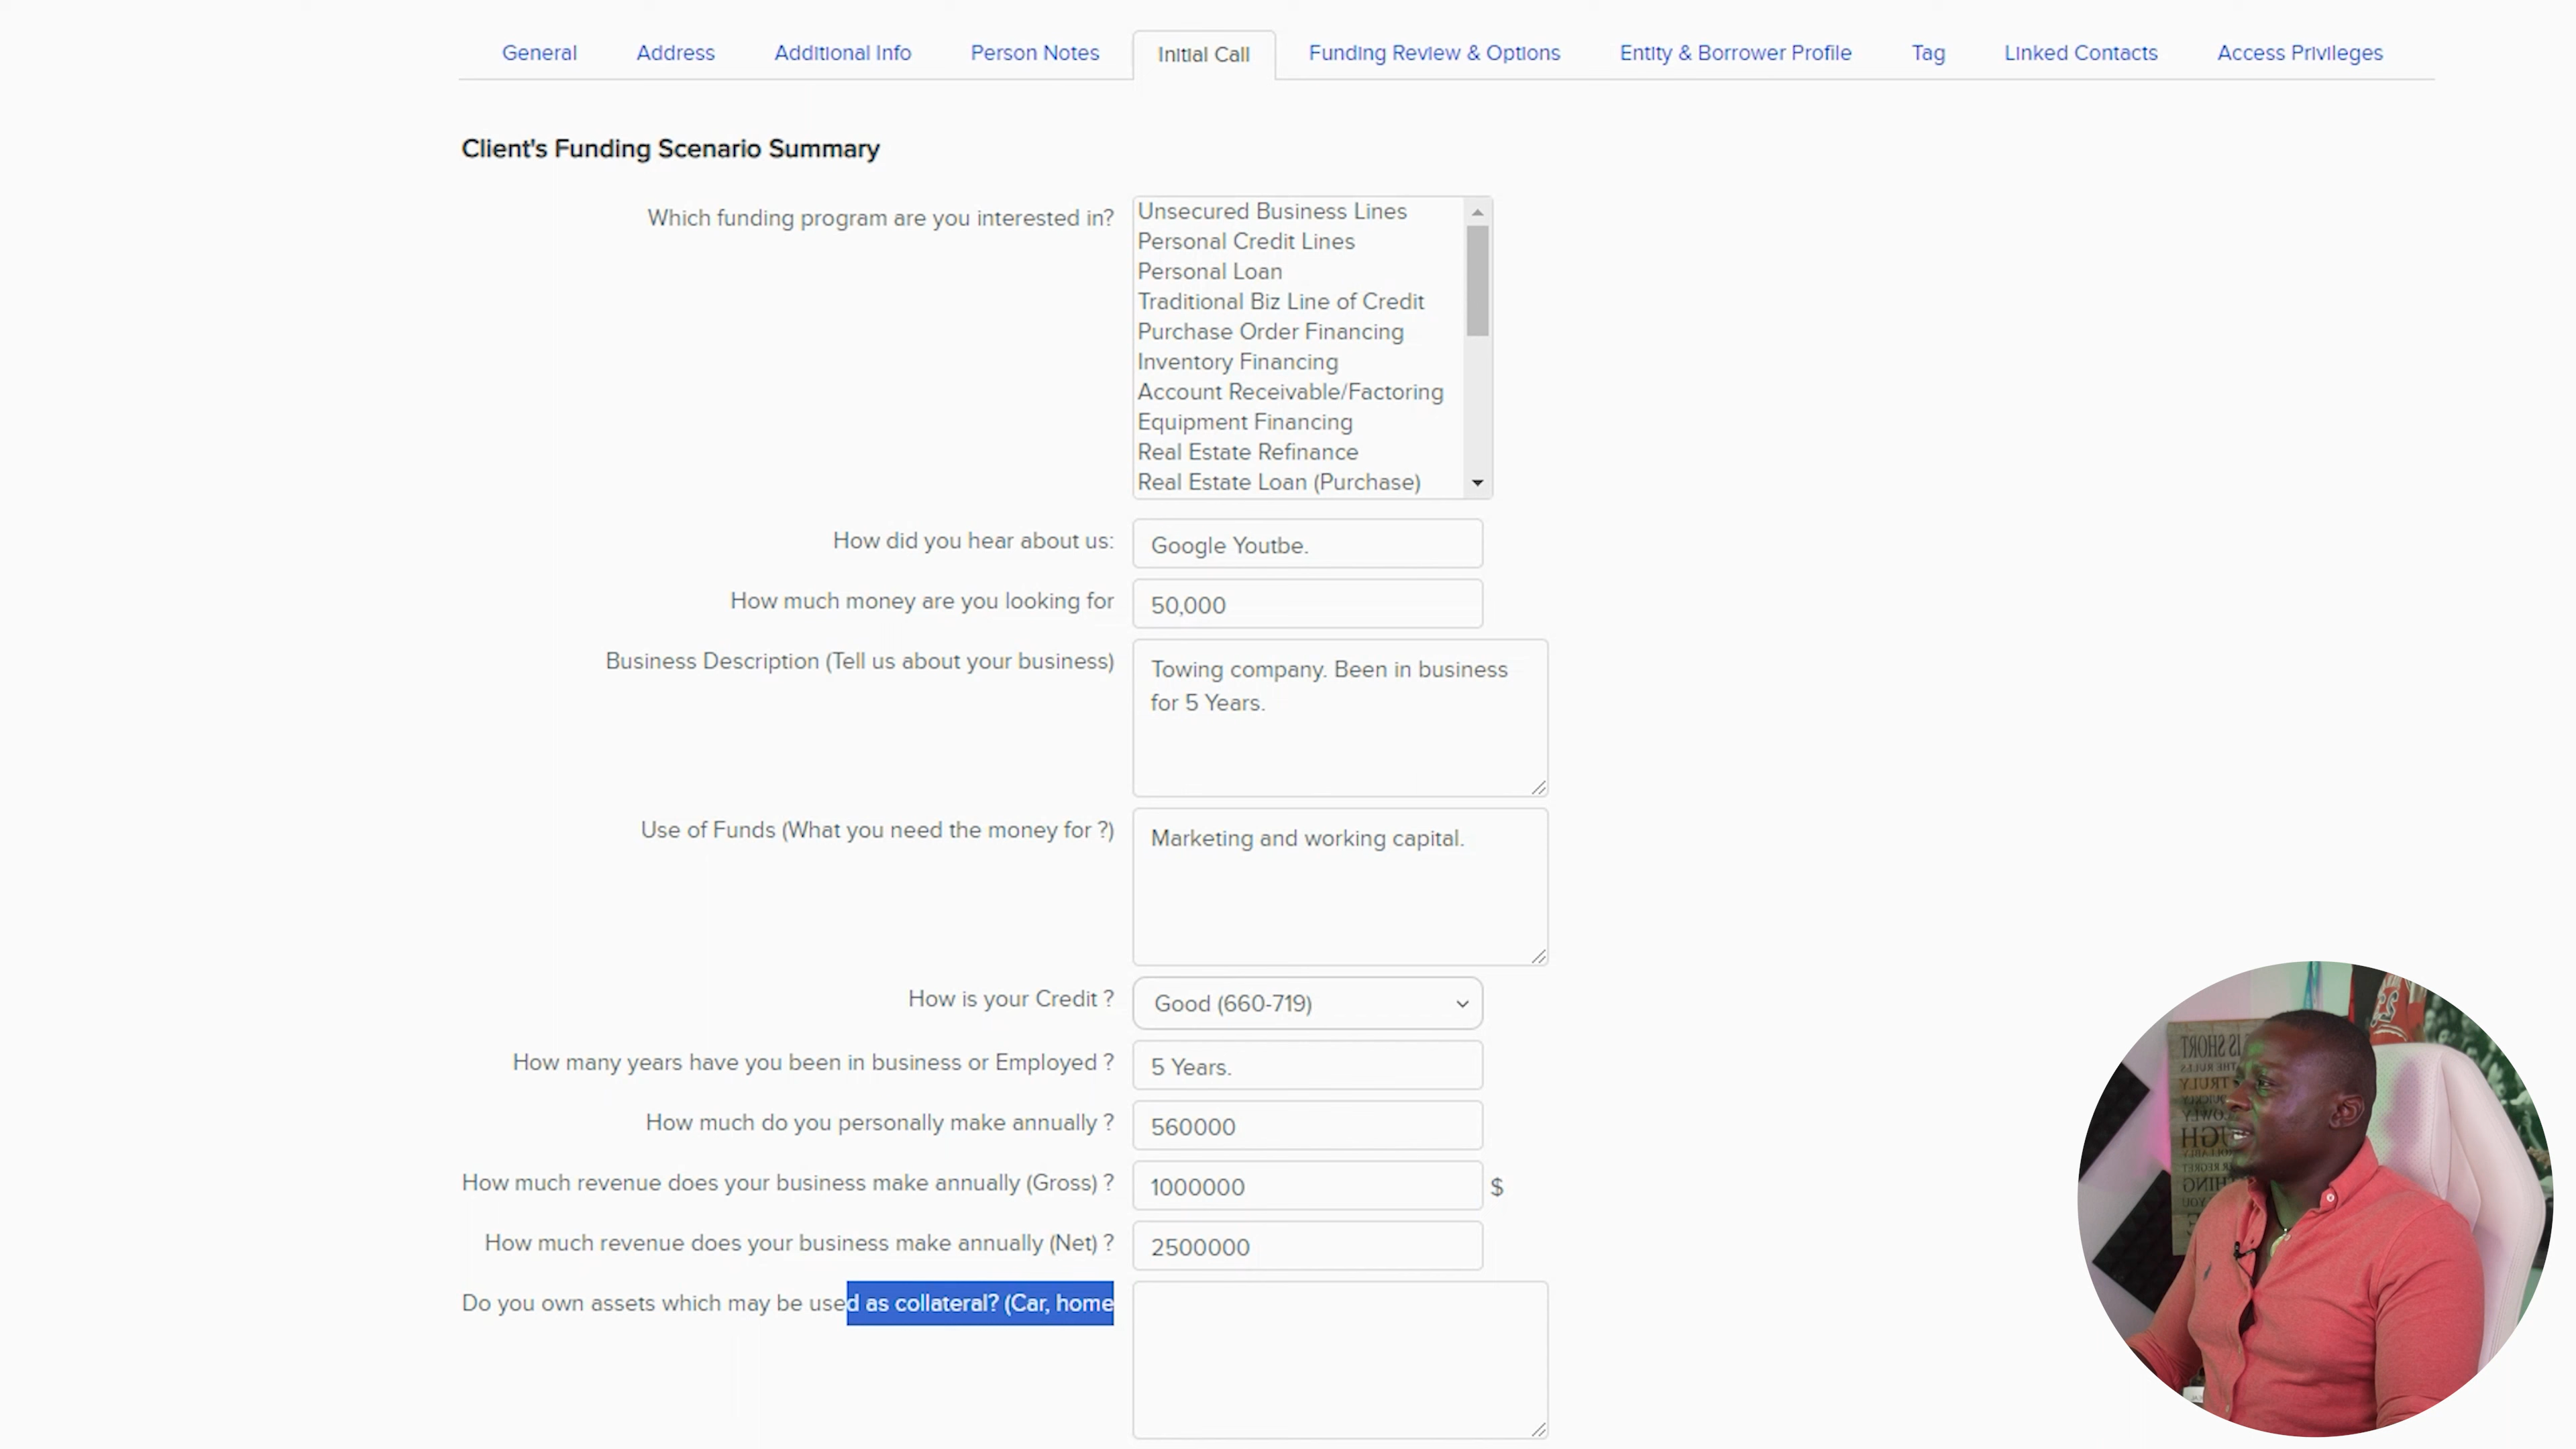 General Address Additional Info Person Notes Initial Call Funding Review & Options Entity & Borrower Profile Tag Linked Contacts Access Privileges
Client's Funding Scenario Summary
Which funding program are you interested in?
Unsecured Business Lines
Personal Credit Lines
Personal Loan
Traditional Biz Line of Credit
Purchase Order Financing
Inventory Financing
Account Receivable/Factoring
Equipment Financing
Real Estate Refinance
Real Estate Loan (Purchase)
How did you hear about us: Google Youtbe.
How much money are you looking for 50,000
Business Description (Tell us about your business) Towing company. Been in business
for 5 Years.
Use of Funds (What you need the money for ?) Marketing and working capital.
How is your Credit ? Good (660-719)
How many years have you been in business or Employed ? 5 Years.
How much do you personally make annually ? 560000
How much revenue does your business make annually (Gross) ? 1000000 $
How much revenue does your business make annually (Net) ? 2500000
Do you own assets which may be used as collateral? (Car, home
IS SHORT
THE RULES
TRULY